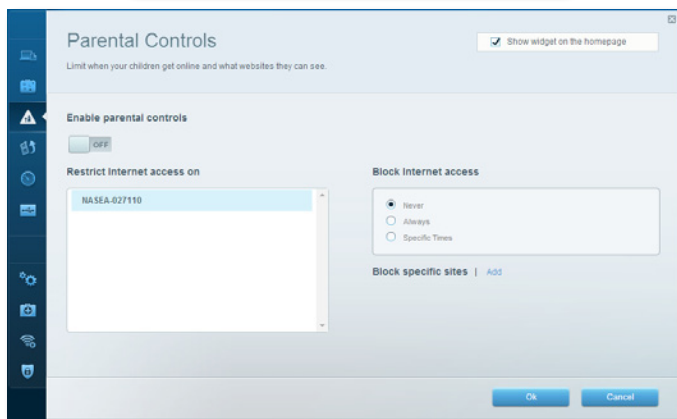 Parental Controls
Show widget on the homepage
Limit when your children get online and what websites they can see.
Enable parental controls
OFF
Restrict Internet access on
Block Internet access
NASEA-027110
Never
Always
Specific Times
Block specific sites | Add
Ok
Cancel